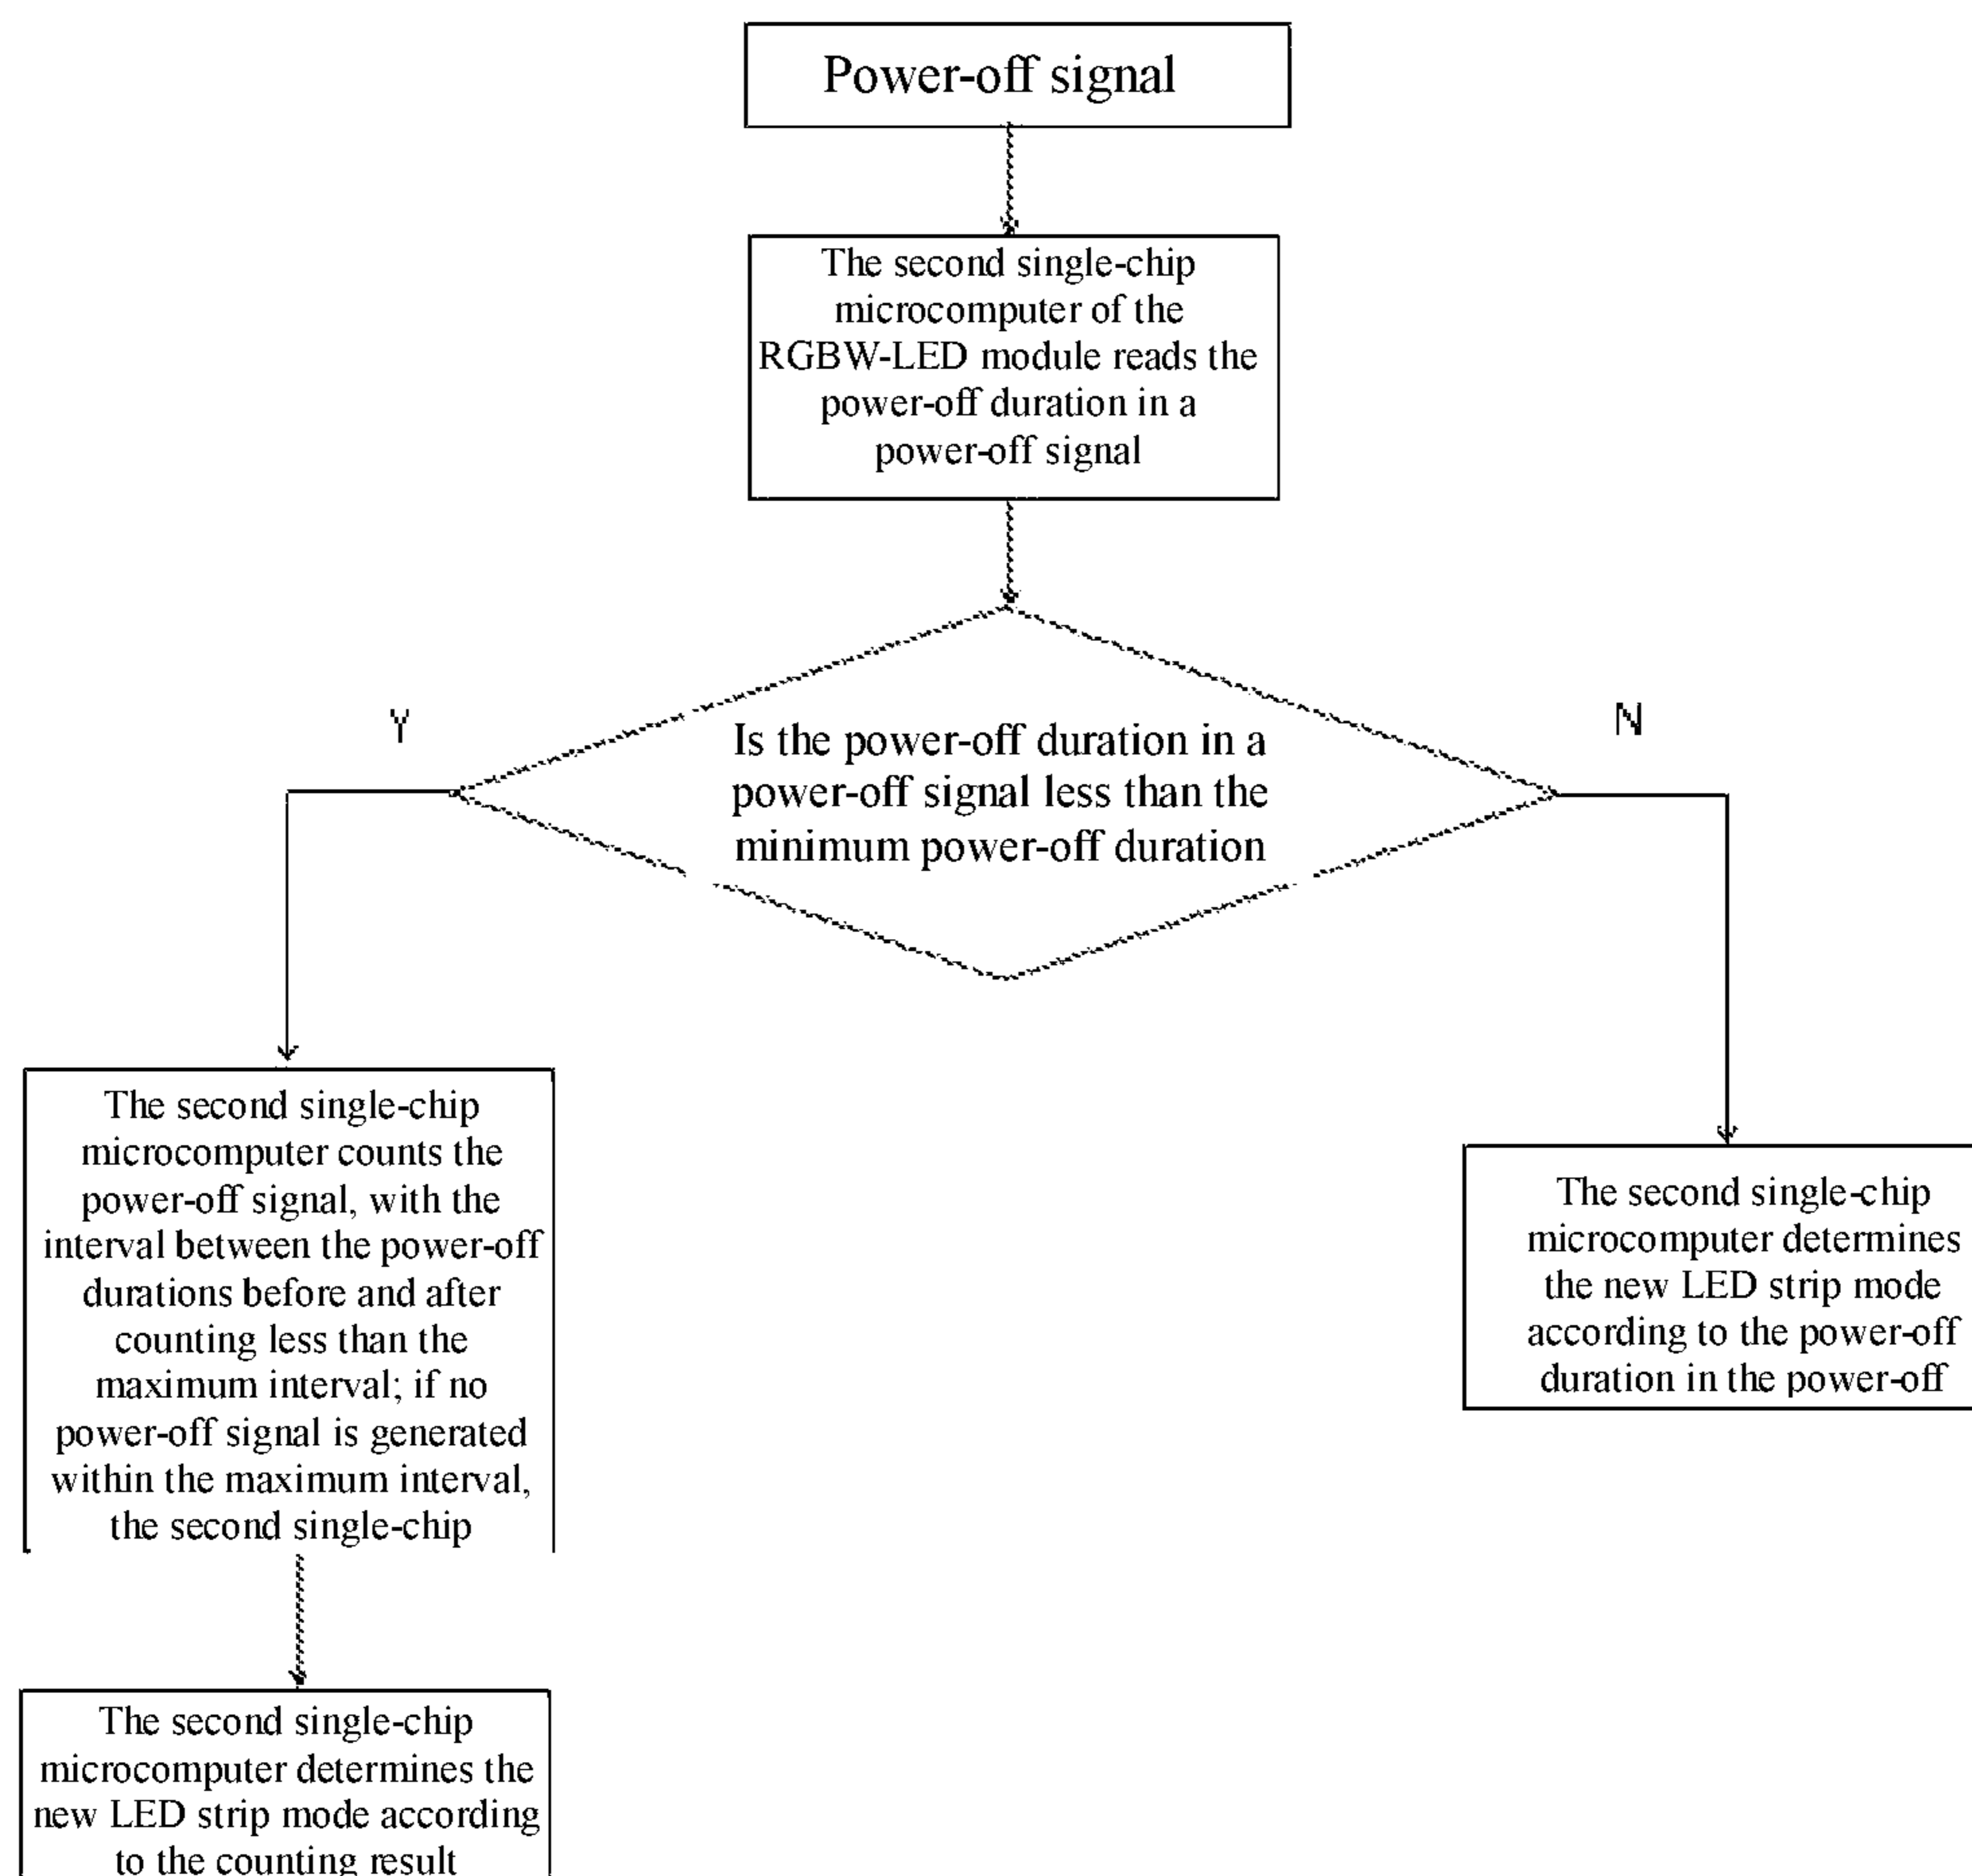 Power-off signal
The second single-chip
microcomputer of the
RGBW-LED module reads the
power-off duration in a
power-off signal
Y
N
Is the power-off duration in a
power-off signal less than the
minimum power-off duration
The second single-chip
microcomputer counts the
power-off signal, with the
interval between the power-off
durations before and after
counting less than the
maximum interval; if no
power-off signal is generated
within the maximum interval,
the second single-chip
The second single-chip
microcomputer determines
the new LED strip mode
according to the power-off
duration in the power-off
The second single-chip
microcomputer determines the
new LED strip mode according
to the counting result